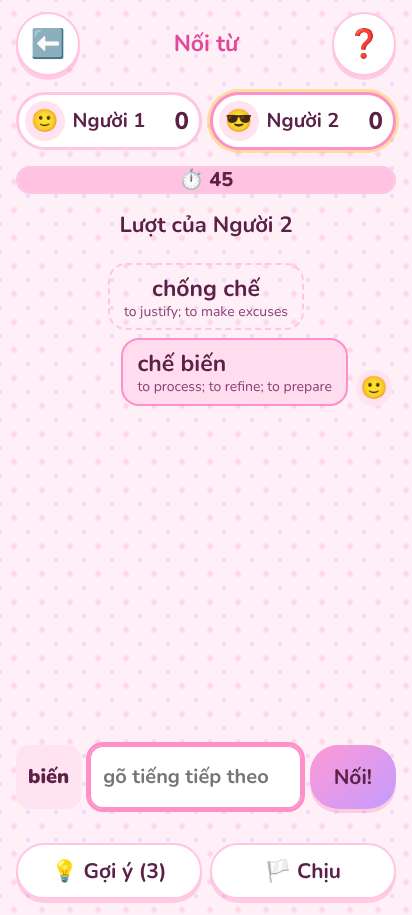 Nối từ
Người 1 0
Người 2 0
45
Lượt của Người 2
chống chế
to justify; to make excuses
chế biến
to process; to refine; to prepare
biến
gõ tiếng tiếp theo
Nối!
Gợi ý (3)
Chịu